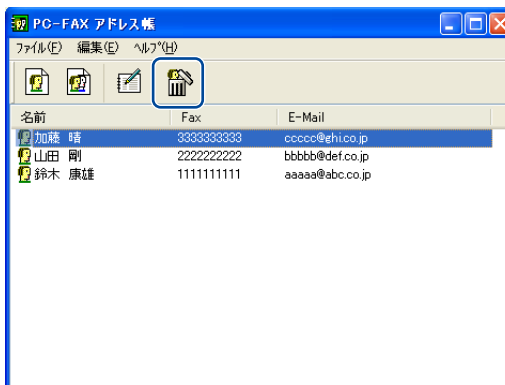 PC-FAX アドレス帳
ファイル(F) 編集(E) ヘルプ(H)
名前 Fax E-Mail
加藤 晴 3333333333 ccccc@ghi.co.jp
山田 剛 2222222222 bbbbb@def.co.jp
鈴木 康雄 1111111111 aaaaa@abc.co.jp